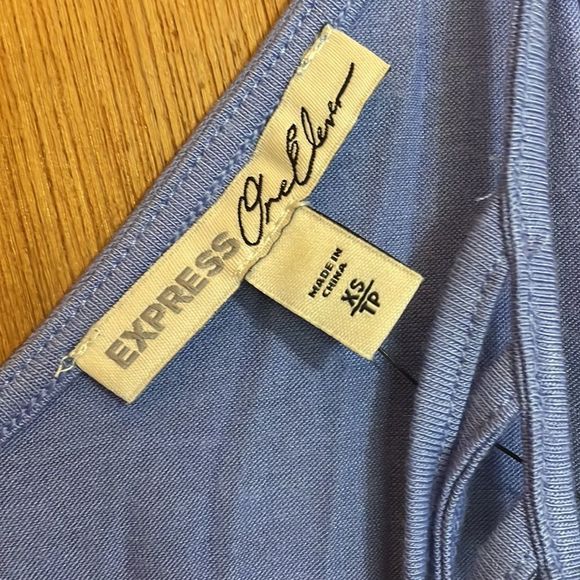 EXPRESS One Eleven
MADE IN
CHINA
XS
TP